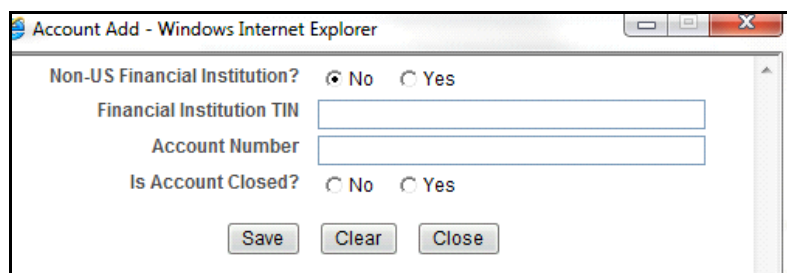 Account Add - Windows Internet Explorer
Non-US Financial Institution? No Yes
Financial Institution TIN
Account Number
Is Account Closed? No Yes
Save Clear Close